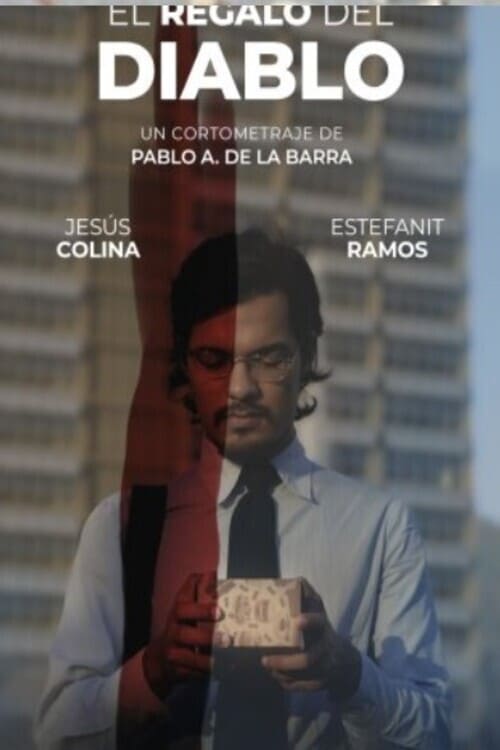 EL REGALO DEL
DIABLO
UN CORTOMETRAJE DE
PABLO A. DE LA BARRA
JESÚS
COLINA
ESTEFANIT
RAMOS